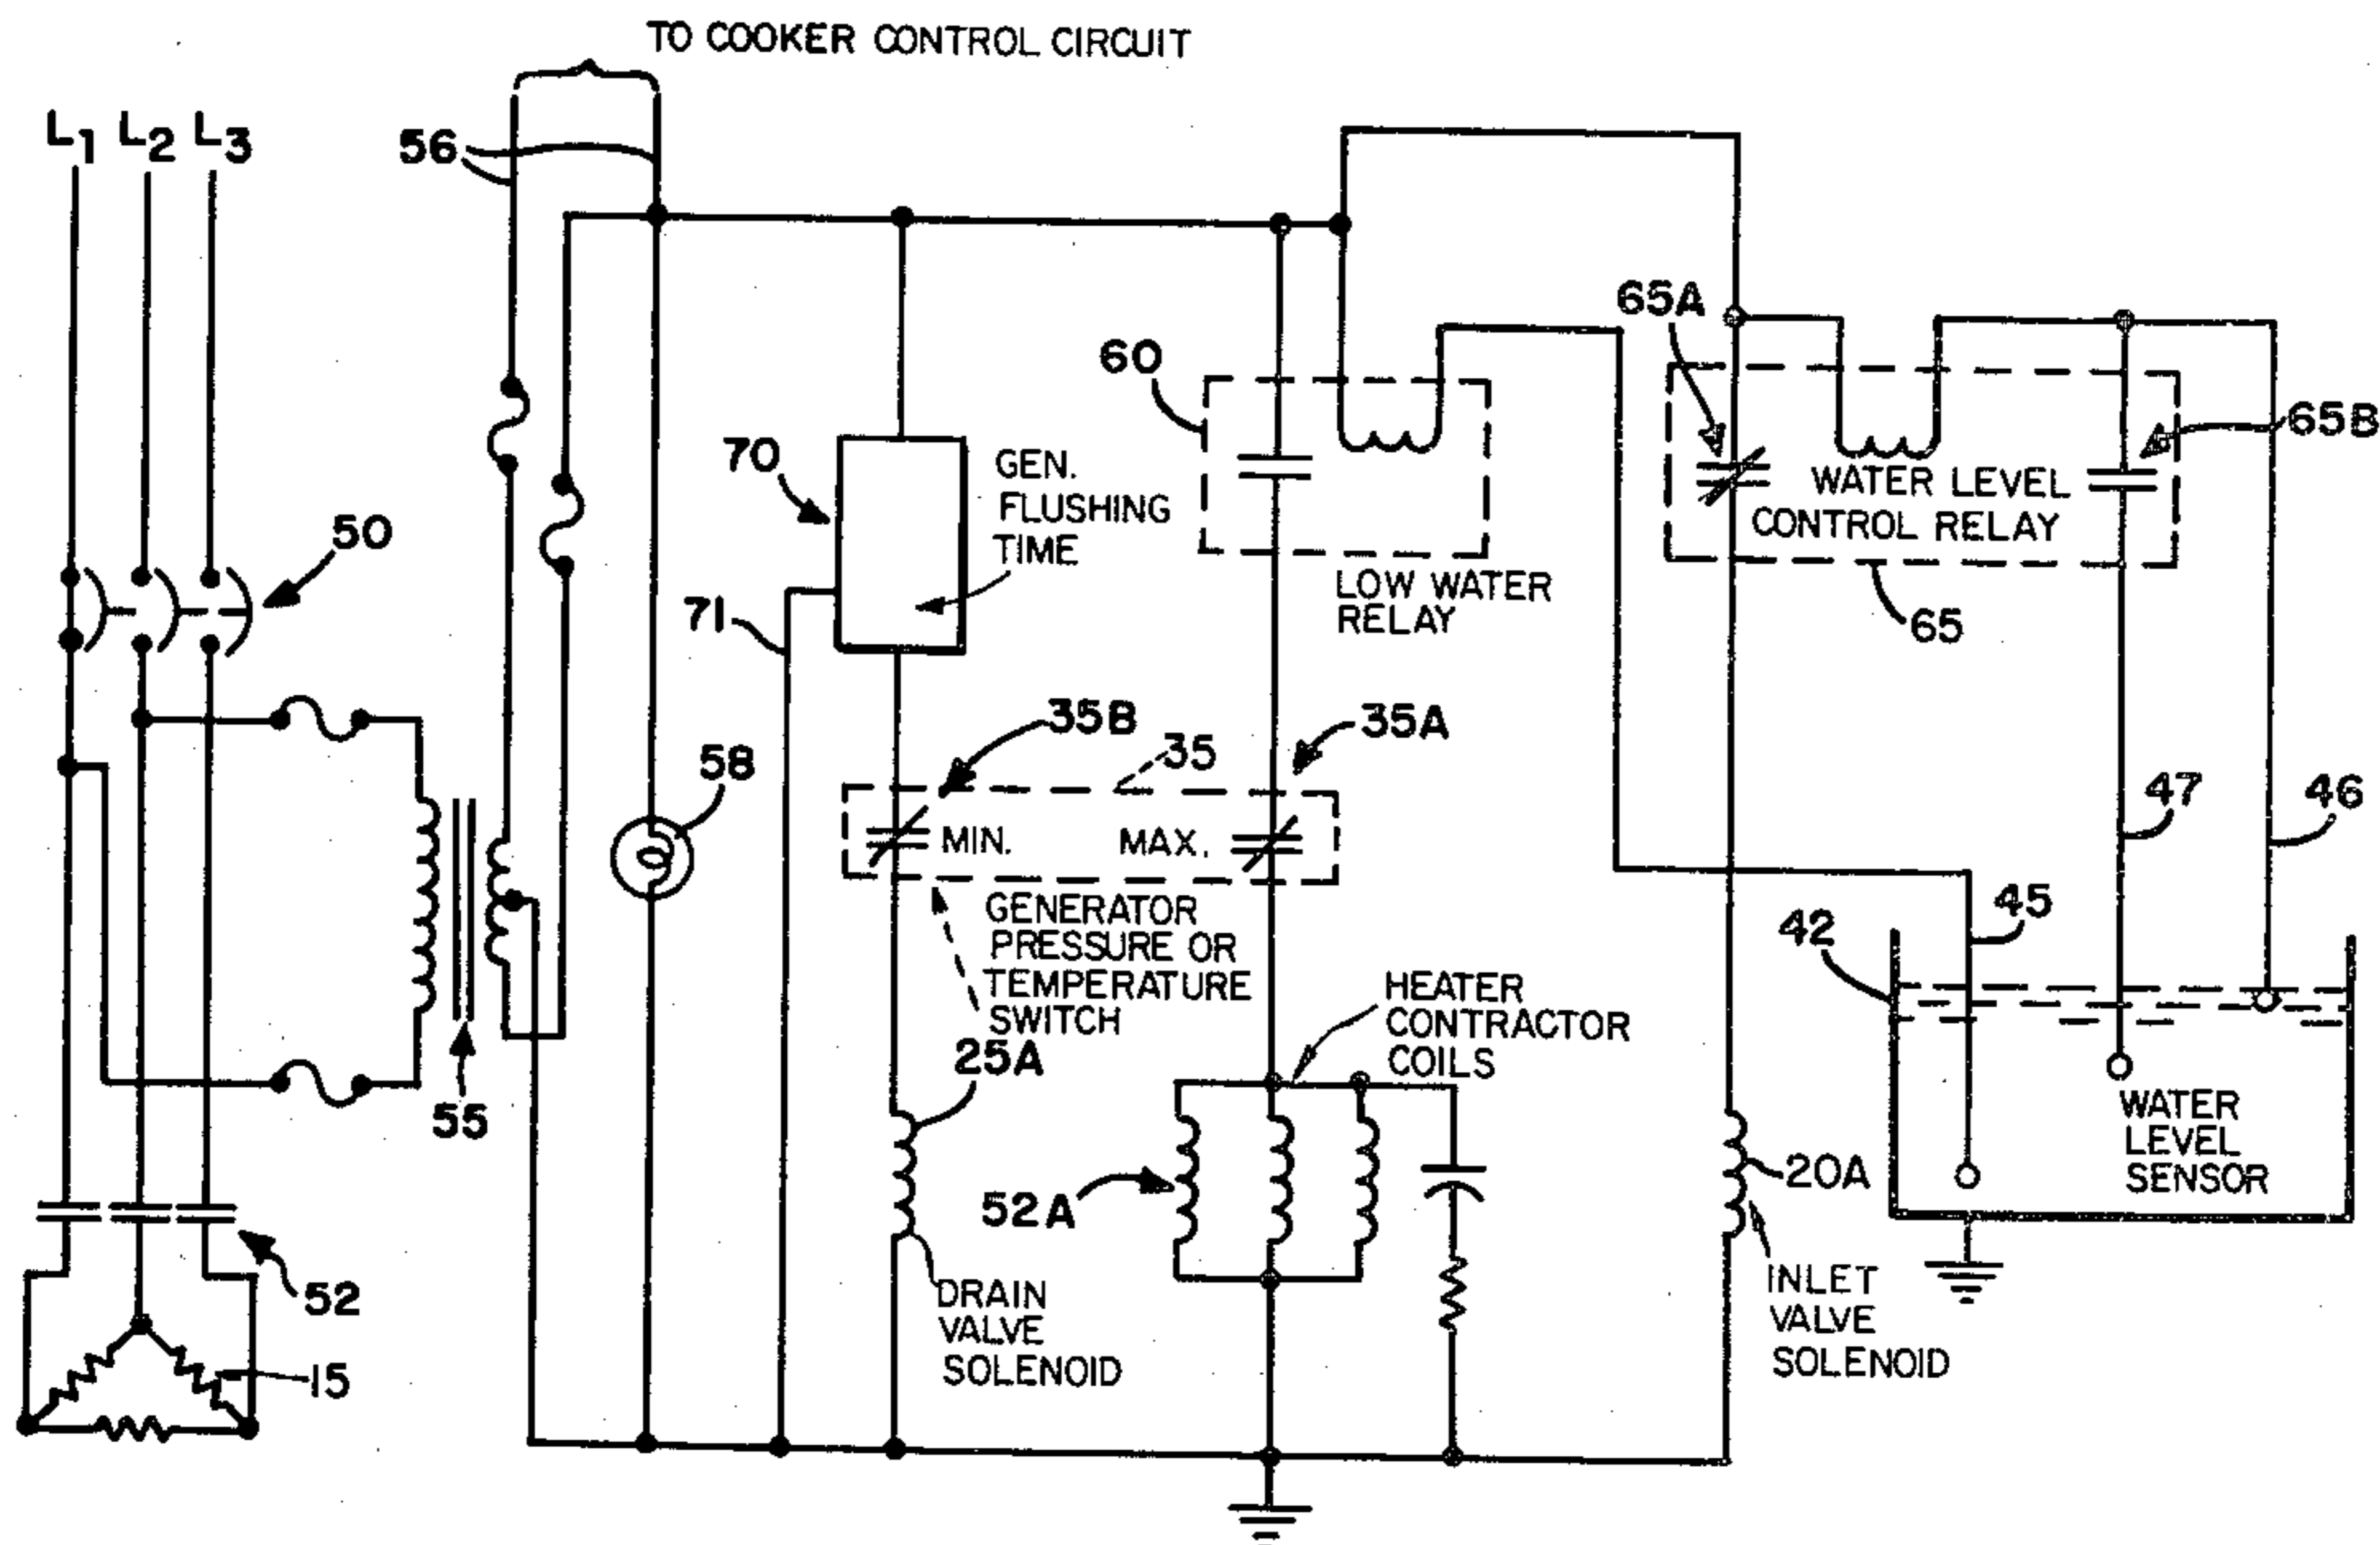 TO COOKER CONTROL CIRCUIT
L1 L2 L3
56
65A
60
65B
70
GEN.
FLUSHING
TIME
WATER LEVEL
CONTROL RELAY
50
71
LOW WATER
RELAY
65
35B
35
35A
58
47
46
MIN.
MAX.
45
42
GENERATOR
PRESSURE OR
TEMPERATURE
SWITCH
HEATER
CONTRACTOR
COILS
25A
55
WATER
LEVEL
SENSOR
52A
20A
52
DRAIN
VALVE
SOLENOID
INLET
VALVE
SOLENOID
15